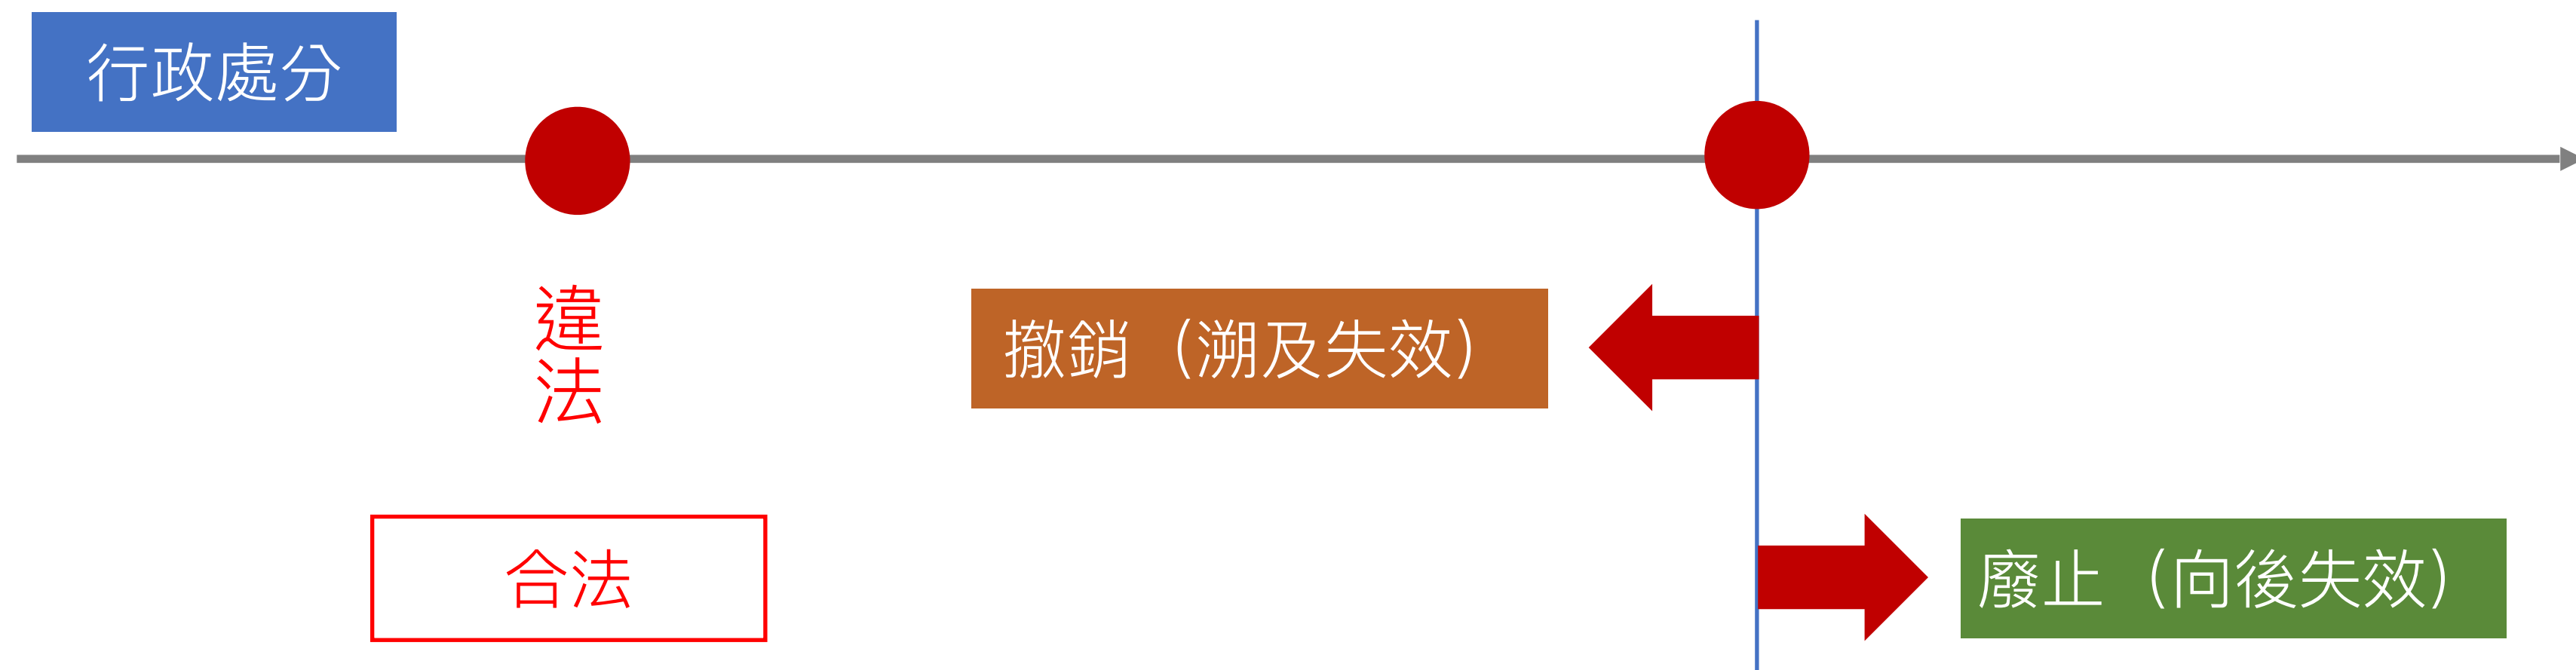 行政處分
違
法
撤銷（溯及失效）
合法
廢止（向後失效）